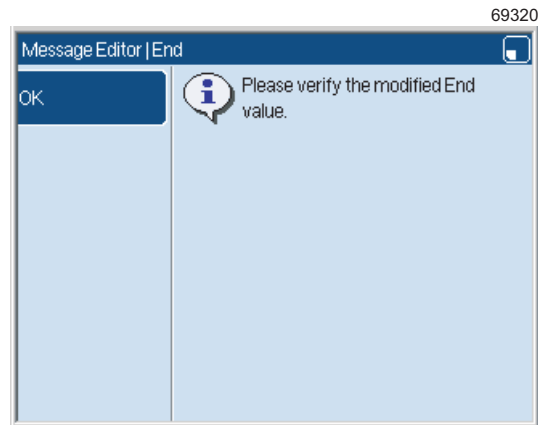 69320
Message Editor | End
OK
Please verify the modified End
value.